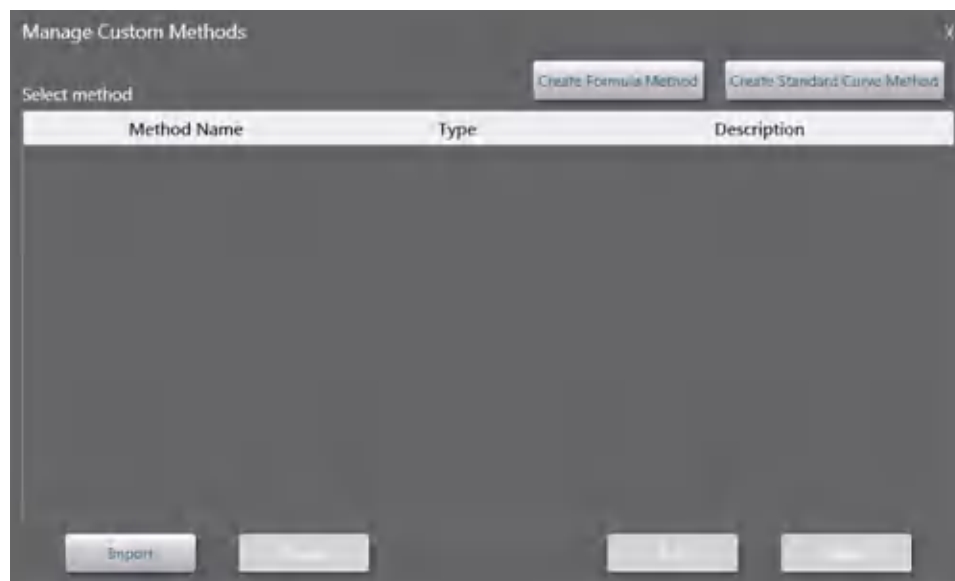 Manage Custom Methods X
Create Formula Method Create Standard Curve Method
Select method
Method Name Type Description
Import